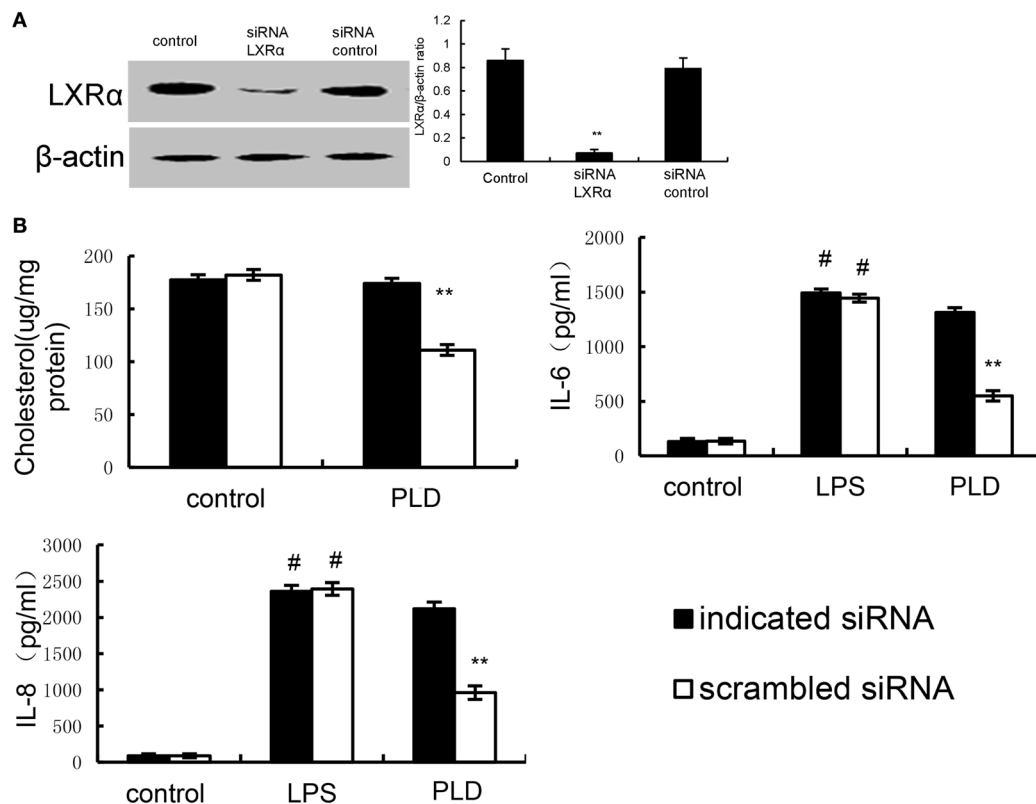 A
control
siRNA
LXRα
siRNA
control
LXRα
β-actin
LXRα/β-actin ratio
1.2
1
0.8
0.6
0.4
0.2
0
**
Control
siRNA
LXRα
siRNA
control
B
Cholesterol(ug/mg
protein)
200
150
100
50
0
**
control
PLD
IL-6（pg/ml）
2000
1500
1000
500
0
# #
**
control
LPS
PLD
IL-8（pg/ml）
3000
2500
2000
1500
1000
500
0
# #
**
control
LPS
PLD
indicated siRNA
scrambled siRNA